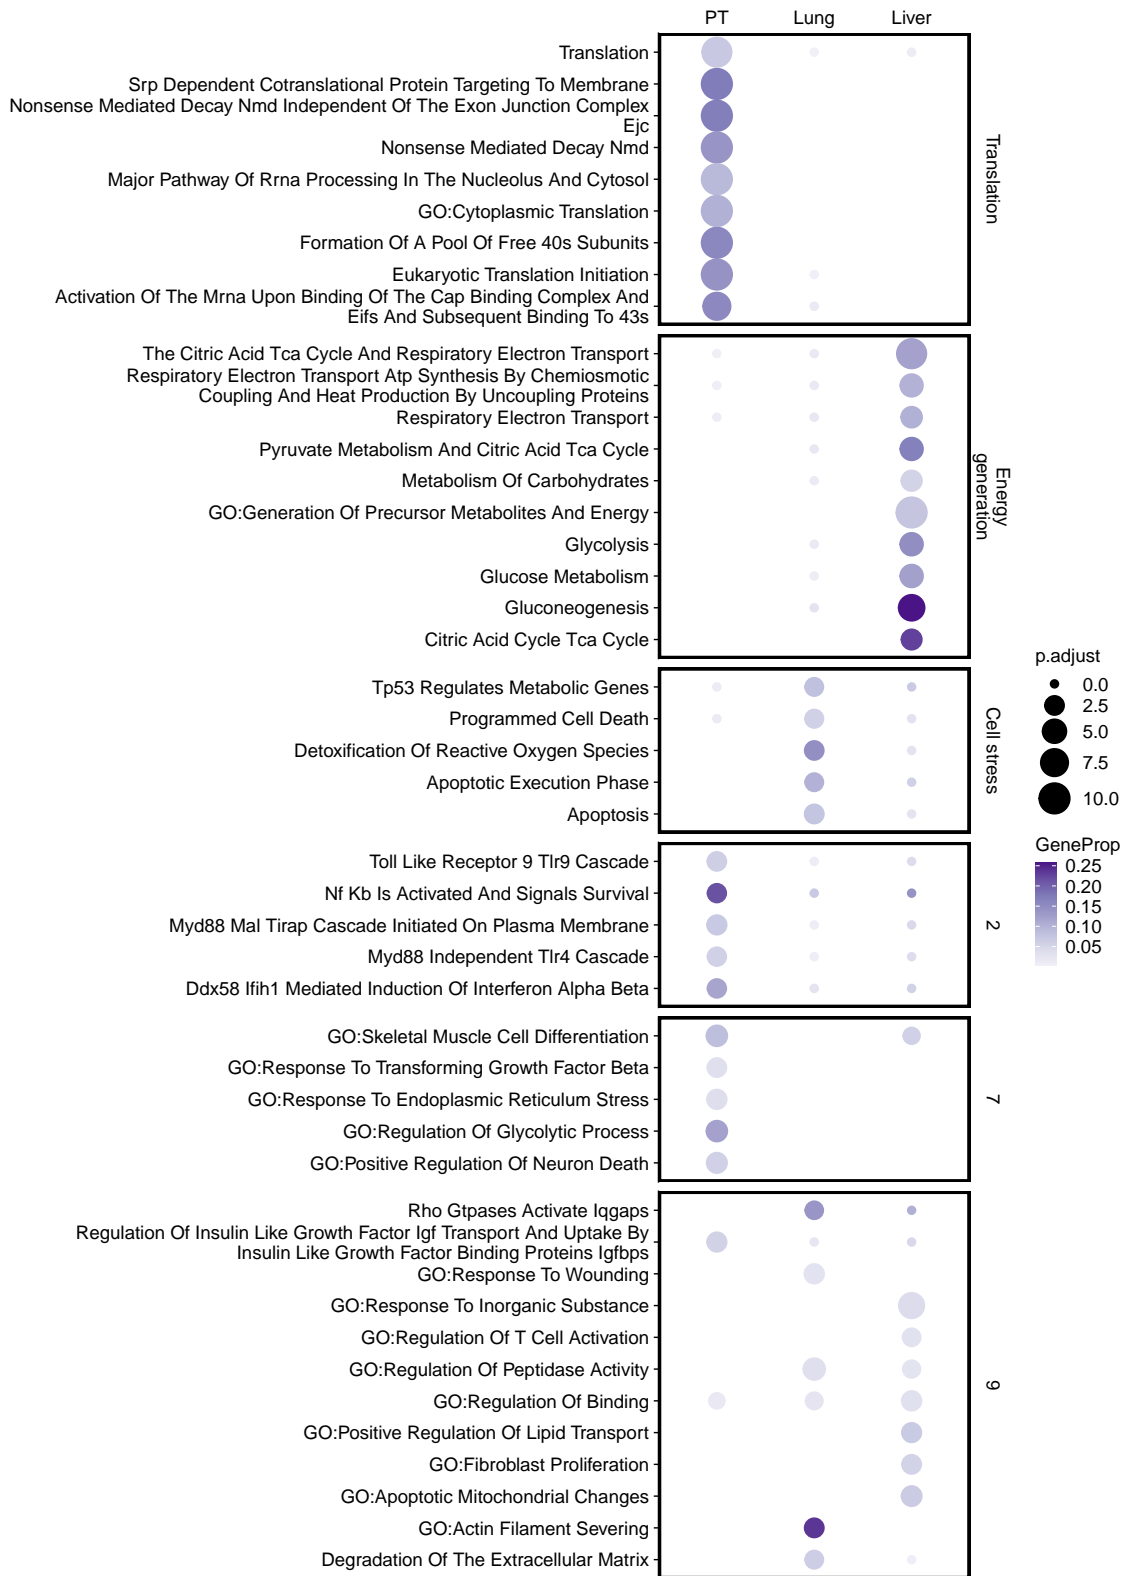 PT Lung Liver
Translation
Srp Dependent Cotranslational Protein Targeting To Membrane
Nonsense Mediated Decay Nmd Independent Of The Exon Junction Complex
Ejc
Nonsense Mediated Decay Nmd
Major Pathway Of Rrna Processing In The Nucleolus And Cytosol
GO:Cytoplasmic Translation
Formation Of A Pool Of Free 40s Subunits
Eukaryotic Translation Initiation
Activation Of The Mrna Upon Binding Of The Cap Binding Complex And
Eifs And Subsequent Binding To 43s
Translation
The Citric Acid Tca Cycle And Respiratory Electron Transport
Respiratory Electron Transport Atp Synthesis By Chemiosmotic
Coupling And Heat Production By Uncoupling Proteins
Respiratory Electron Transport
Pyruvate Metabolism And Citric Acid Tca Cycle
Metabolism Of Carbohydrates
GO:Generation Of Precursor Metabolites And Energy
Glycolysis
Glucose Metabolism
Gluconeogenesis
Citric Acid Cycle Tca Cycle
Energy
generation
Tp53 Regulates Metabolic Genes
Programmed Cell Death
Detoxification Of Reactive Oxygen Species
Apoptotic Execution Phase
Apoptosis
Cell stress
Toll Like Receptor 9 Tlr9 Cascade
Nf Kb Is Activated And Signals Survival
Myd88 Mal Tirap Cascade Initiated On Plasma Membrane
Myd88 Independent Tlr4 Cascade
Ddx58 Ifih1 Mediated Induction Of Interferon Alpha Beta
2
GO:Skeletal Muscle Cell Differentiation
GO:Response To Transforming Growth Factor Beta
GO:Response To Endoplasmic Reticulum Stress
GO:Regulation Of Glycolytic Process
GO:Positive Regulation Of Neuron Death
7
Rho Gtpases Activate Iqgaps
Regulation Of Insulin Like Growth Factor Igf Transport And Uptake By
Insulin Like Growth Factor Binding Proteins Igfbps
GO:Response To Wounding
GO:Response To Inorganic Substance
GO:Regulation Of T Cell Activation
GO:Regulation Of Peptidase Activity
GO:Regulation Of Binding
GO:Positive Regulation Of Lipid Transport
GO:Fibroblast Proliferation
GO:Apoptotic Mitochondrial Changes
GO:Actin Filament Severing
Degradation Of The Extracellular Matrix
9
p.adjust
0.0
2.5
5.0
7.5
10.0
GeneProp
0.25
0.20
0.15
0.10
0.05